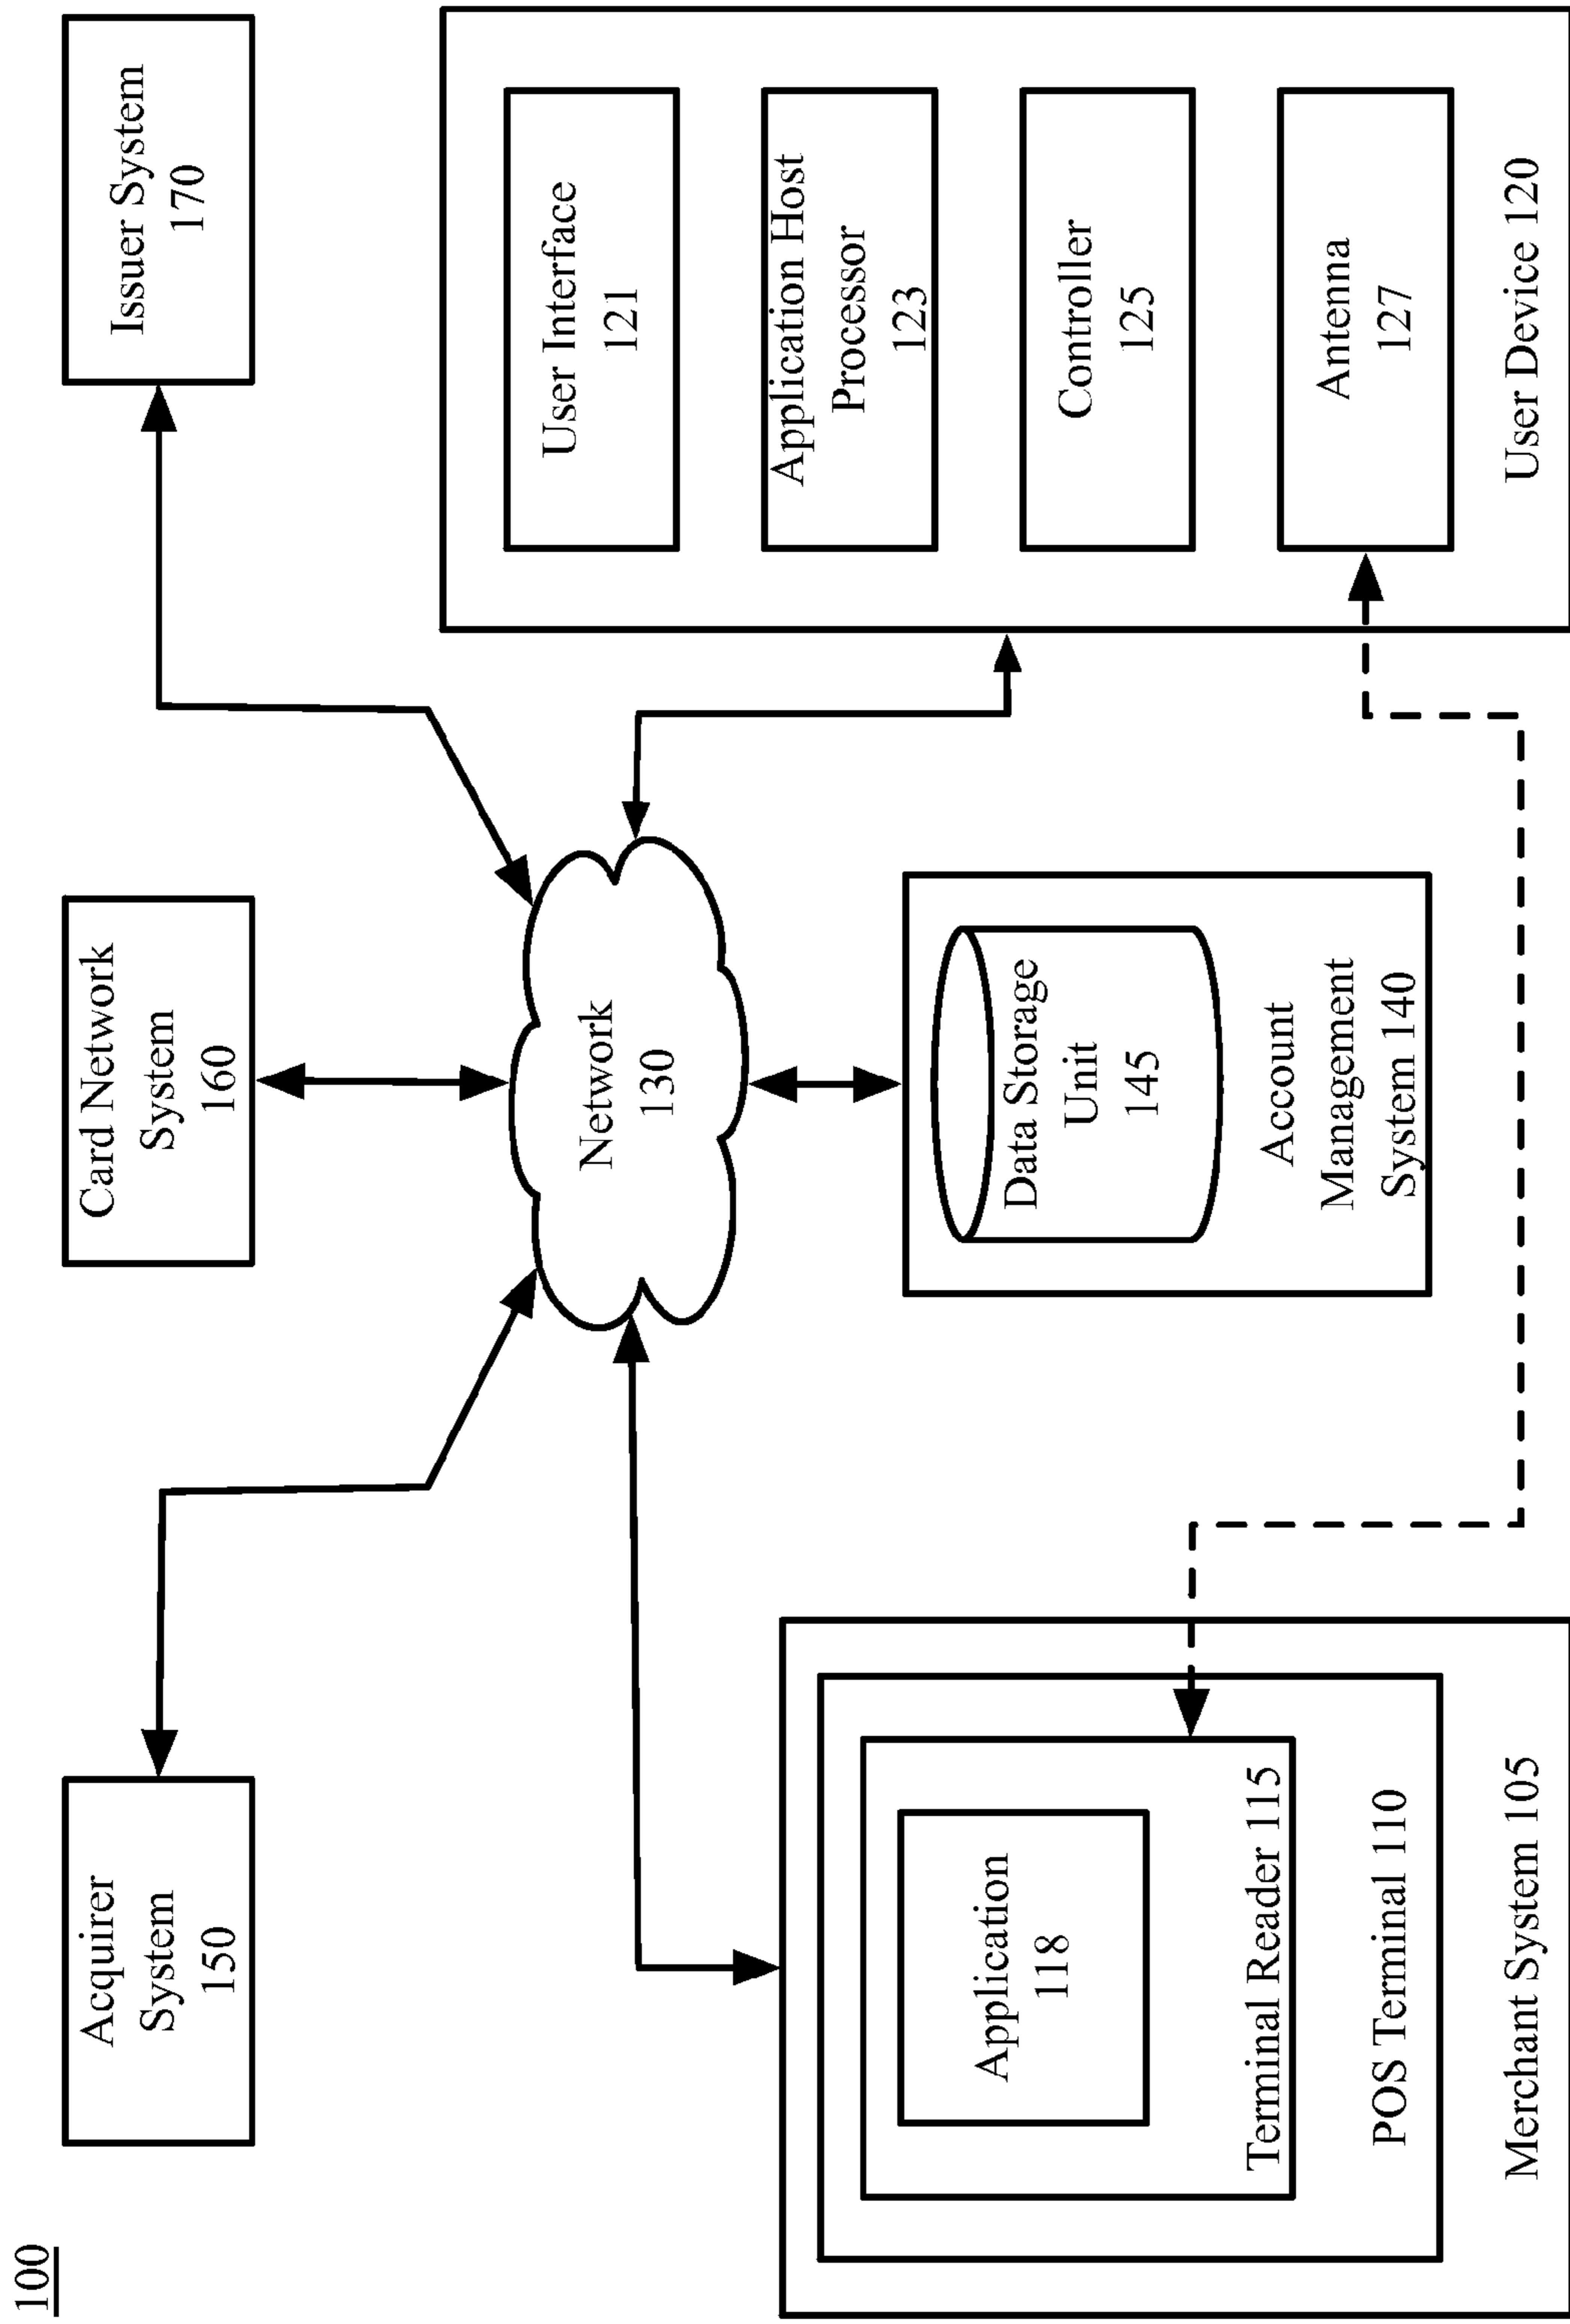 100
Acquirer
System
150
Card Network
System
160
Issuer System
170
Network
130
Application
118
Terminal Reader 115
POS Terminal 110
Merchant System 105
Data Storage
Unit
145
Account
Management
System 140
User Interface
121
Application Host
Processor
123
Controller
125
Antenna
127
User Device 120